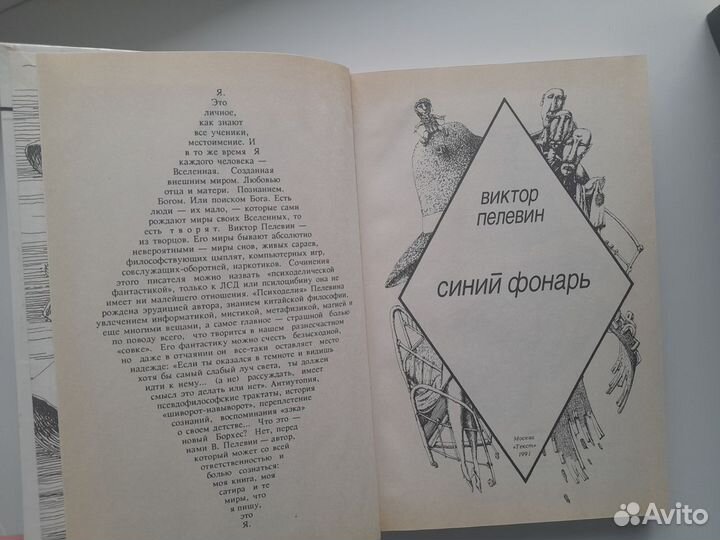 Я.
Это
личное,
как знают
все ученики,
местоимение. И
в то же время Я
каждого человека —
Вселенная. Созданная
внешним миром. Любовью
отца и матери. Познанием.
Богом. Или поиском Бога. Есть
люди — их мало, — которые сами
рождают миры своих Вселенных, то
есть творят. Виктор Пелевин —
из творцов. Его миры бывают абсолютно
невероятными — миры снов, живых сараев,
философствующих цыплят, компьютерных игр,
совслужащих-оборотней, наркотиков. Сочинения
этого писателя можно назвать «психоделической
фантастикой», только к ЛСД или псилоцибину она не
имеет ни малейшего отношения. «Психоделия» Пелевина
рождена эрудицией автора, знанием китайской философии,
увлечением информатикой, мистикой, метафизикой, магией и
еще многими вещами, а самое главное — страшной болью
по поводу всего, что творится в нашем разнесчастном
«совке». Его фантастику можно счесть безысходной,
но даже в отчаянии он все-таки оставляет место
надежде: «Если ты оказался в темноте и видишь
хотя бы самый слабый луч света, ты должен
идти к нему... (а не) рассуждать, имеет
смысл это делать или нет». Антиутопия,
псевдофилософские трактаты, история
«шиворот-навыворот», переплетение
сознаний, воспоминания «зэка»
о своем детстве... Что это —
новый Борхес? Нет, перед
нами В. Пелевин — автор,
который может со всей
ответственностью и
болью сознаться:
моя книга, моя
сатира и те
миры, что
я пишу,
это
Я.
ВИКТОР
ПЕЛЕВИН
СИНИЙ ФОНАРЬ
Москва
«Текст»
1991
Avito